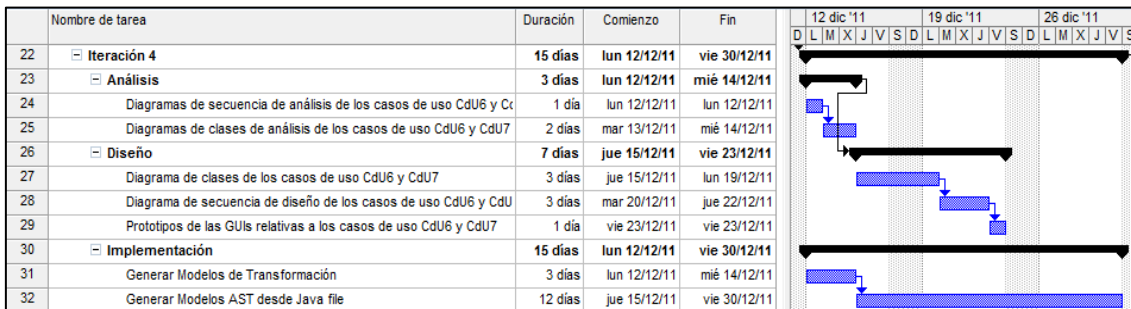 Nombre de tarea Duración Comienzo Fin 12 dic '11 19 dic '11 26 dic '11
D L M X J V S D L M X J V S D L M X J V S
22 Iteración 4 15 días lun 12/12/11 vie 30/12/11
23 Análisis 3 días lun 12/12/11 mié 14/12/11
24 Diagramas de secuencia de análisis de los casos de uso CdU6 y Cc 1 día lun 12/12/11 lun 12/12/11
25 Diagramas de clases de análisis de los casos de uso CdU6 y CdU7 2 días mar 13/12/11 mié 14/12/11
26 Diseño 7 días jue 15/12/11 vie 23/12/11
27 Diagrama de clases de los casos de uso CdU6 y CdU7 3 días jue 15/12/11 lun 19/12/11
28 Diagrama de secuencia de diseño de los casos de uso CdU6 y CdU 3 días mar 20/12/11 jue 22/12/11
29 Prototipos de las GUIs relativas a los casos de uso CdU6 y CdU7 1 día vie 23/12/11 vie 23/12/11
30 Implementación 15 días lun 12/12/11 vie 30/12/11
31 Generar Modelos de Transformación 3 días lun 12/12/11 mié 14/12/11
32 Generar Modelos AST desde Java file 12 días jue 15/12/11 vie 30/12/11